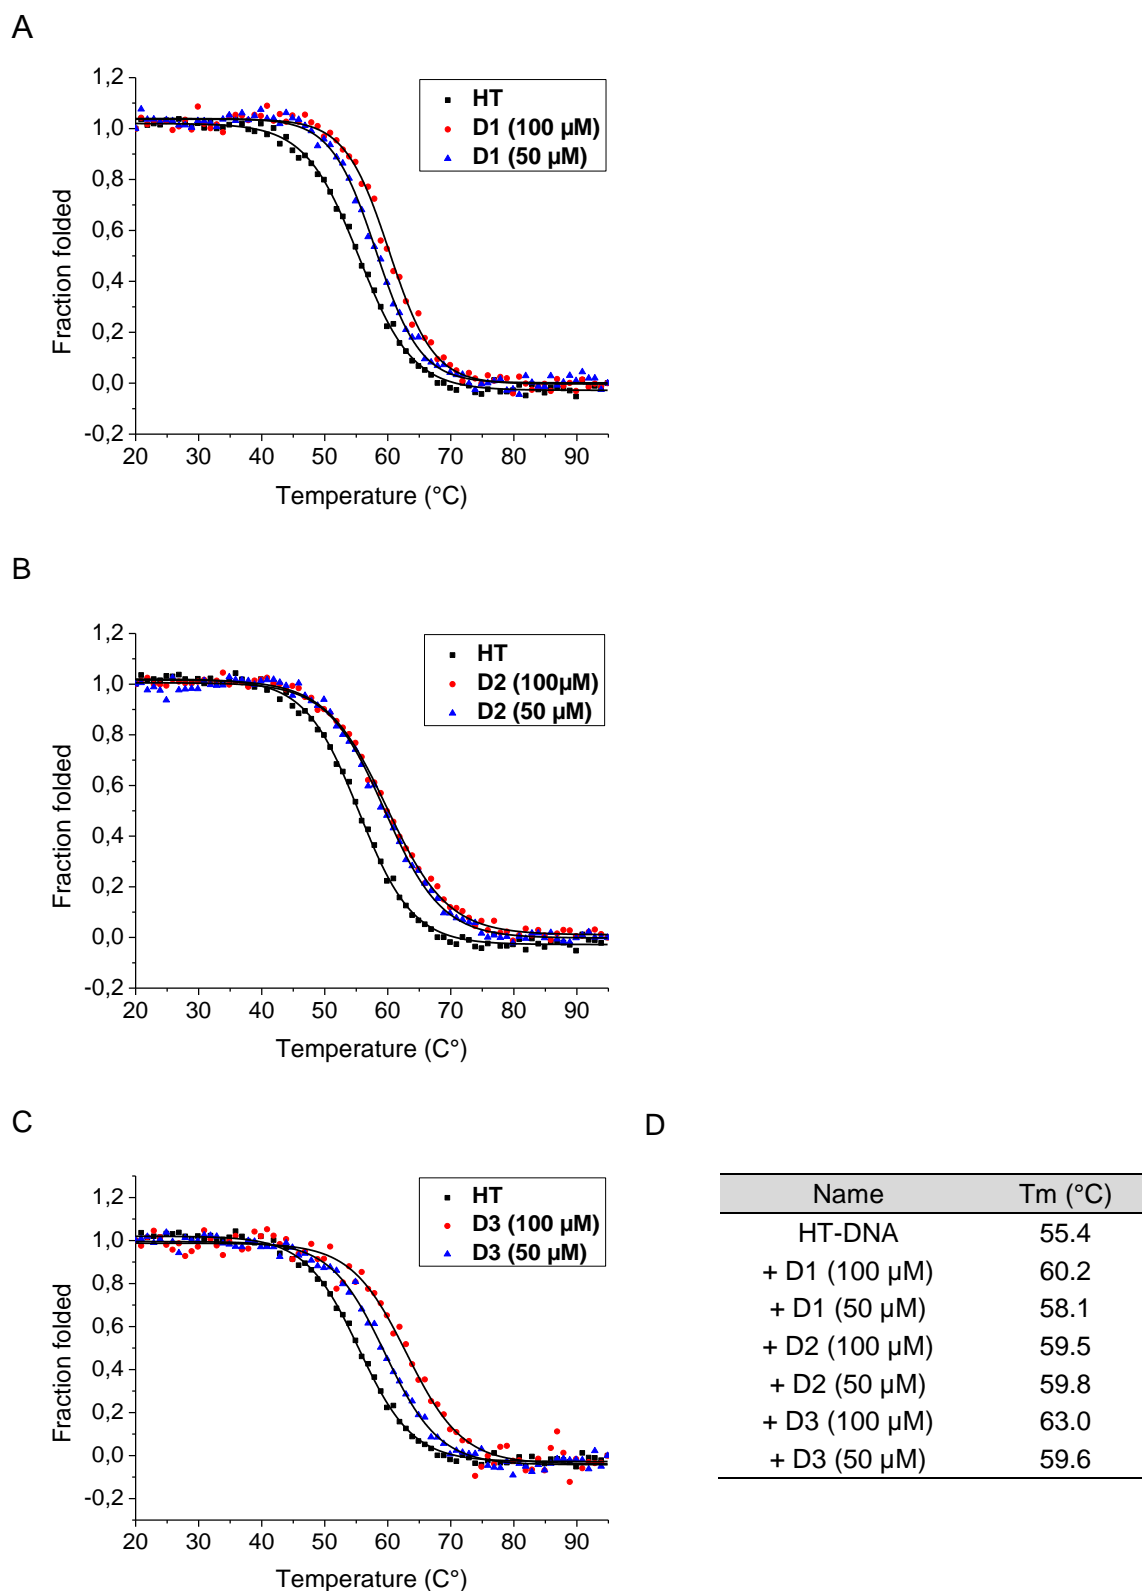 A
1,2
1,0
0,8
0,6
0,4
0,2
0,0
-0,2
Fraction folded
HT
D1 (100 µM)
D1 (50 µM)
20 30 40 50 60 70 80 90
Temperature (°C)
B
1,2
1,0
0,8
0,6
0,4
0,2
0,0
-0,2
Fraction folded
HT
D2 (100µM)
D2 (50 µM)
20 30 40 50 60 70 80 90
Temperature (C°)
C
1,2
1,0
0,8
0,6
0,4
0,2
0,0
-0,2
Fraction folded
HT
D3 (100 µM)
D3 (50 µM)
20 30 40 50 60 70 80 90
Temperature (C°)
D
Name Tm (°C)
HT-DNA 55.4
+ D1 (100 µM) 60.2
+ D1 (50 µM) 58.1
+ D2 (100 µM) 59.5
+ D2 (50 µM) 59.8
+ D3 (100 µM) 63.0
+ D3 (50 µM) 59.6